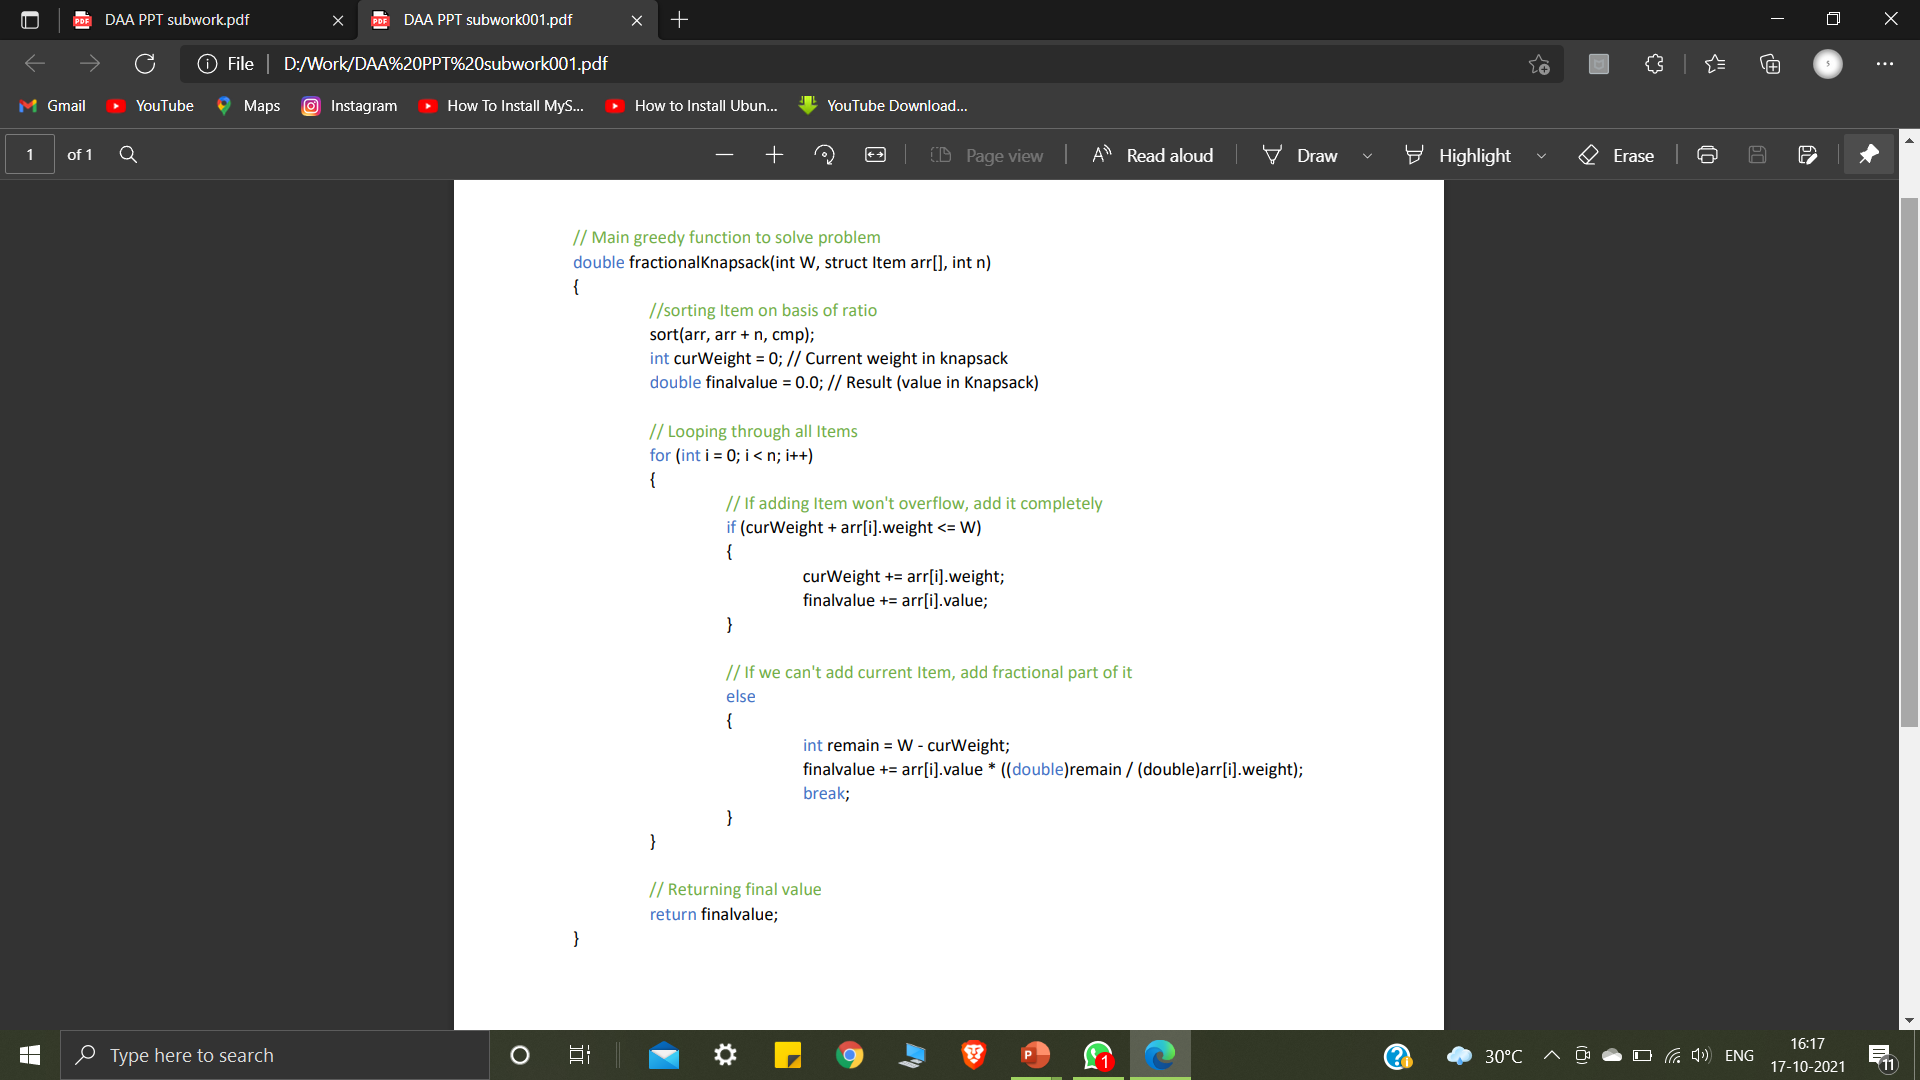 DAA PPT subwork.pdf
DAA PPT subwork001.pdf
File
D:/Work/DAA%20PPT%20subwork001.pdf
Gmail
YouTube
Maps
Instagram
How To Install MyS...
How to Install Ubun...
YouTube Download...
1
of 1
Page view
Read aloud
Draw
Highlight
Erase
// Main greedy function to solve problem
double fractionalKnapsack(int W, struct Item arr[], int n)
{
//sorting Item on basis of ratio
sort(arr, arr + n, cmp);
int curWeight = 0; // Current weight in knapsack
double finalvalue = 0.0; // Result (value in Knapsack)
// Looping through all Items
for (int i = 0; i < n; i++)
{
// If adding Item won't overflow, add it completely
if (curWeight + arr[i].weight <= W)
{
curWeight += arr[i].weight;
finalvalue += arr[i].value;
}
// If we can't add current Item, add fractional part of it
else
{
int remain = W - curWeight;
finalvalue += arr[i].value * ((double)remain / (double)arr[i].weight);
break;
}
}
// Returning final value
return finalvalue;
}
Type here to search
1
30°C
ENG
16:17
17-10-2021
11